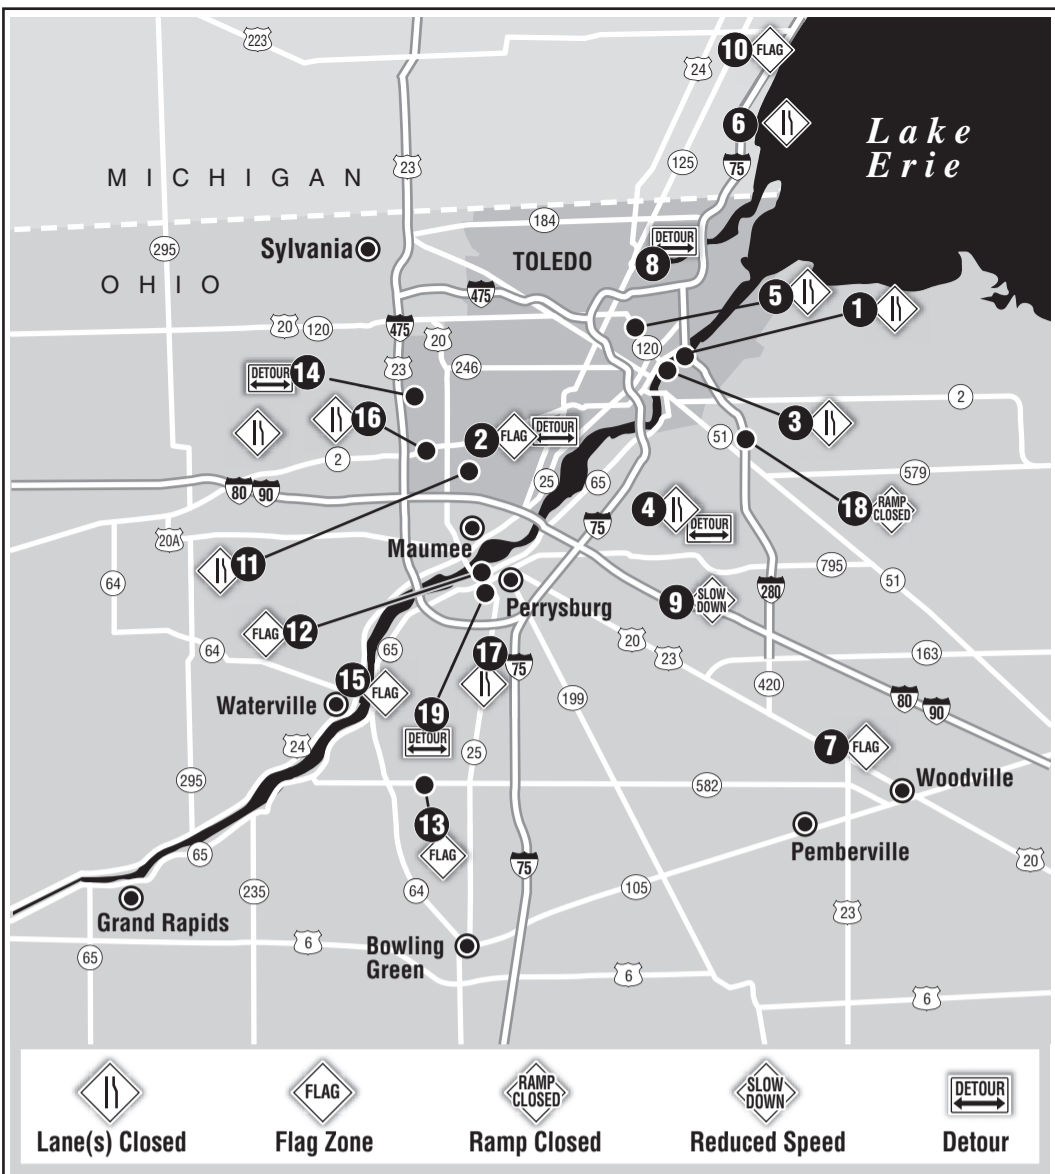 223
10
FLAG
24
6
Lake
Erie
23
125
75
MICHIGAN
184
295
Sylvania
TOLEDO
DETOUR
8
OHIO
475
5
1
20
120
475
20
120
23
246
DETOUR
14
16
2
FLAG
DETOUR
3
2
2
51
579
80
90
25
65
4
18
RAMP
CLOSED
20A
Maumee
75
DETOUR
11
64
795
51
Perrysburg
9
SLOW
DOWN
280
FLAG
12
64
65
17
20
23
163
75
420
15
FLAG
Waterville
199
80
90
19
DETOUR
24
25
7
FLAG
295
582
Woodville
13
FLAG
Pemberville
65
75
20
64
105
235
23
Grand Rapids
6
Bowling
Green
65
6
6
RAMP
CLOSED
SLOW
DOWN
DETOUR
FLAG
Lane(s) Closed
Flag Zone
Ramp Closed
Reduced Speed
Detour